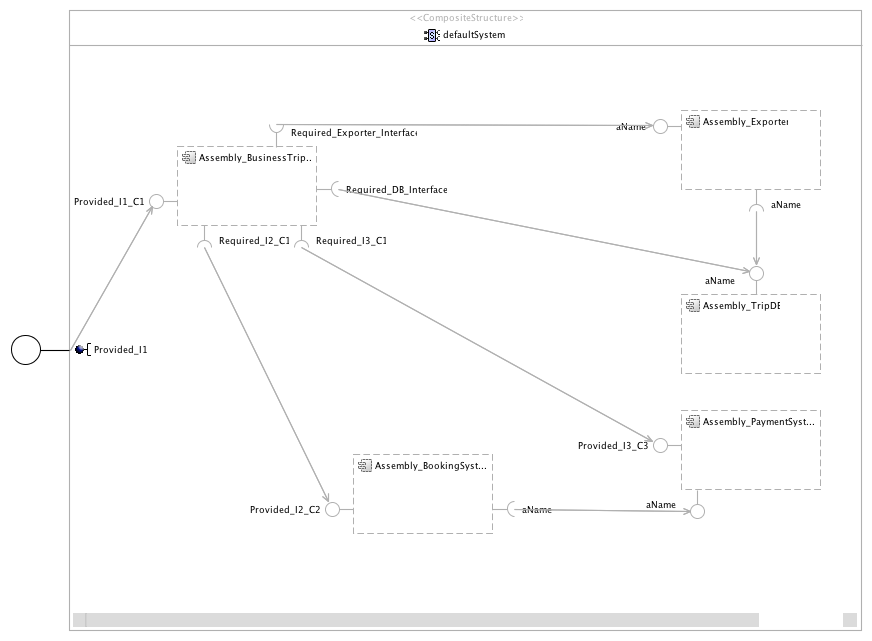 <<CompositeStructure>>
defaultSystem
Required_Exporter_Interface
aName
Assembly_Exporter
Assembly_BusinessTrip..
Required_DB_Interface
Provided_I1_C1
aName
Required_I2_C1
Required_I3_C1
aName
Assembly_TripDB
Provided_I1
Assembly_PaymentSyst...
Provided_I3_C3
Assembly_BookingSyst...
Provided_I2_C2
aName
aName